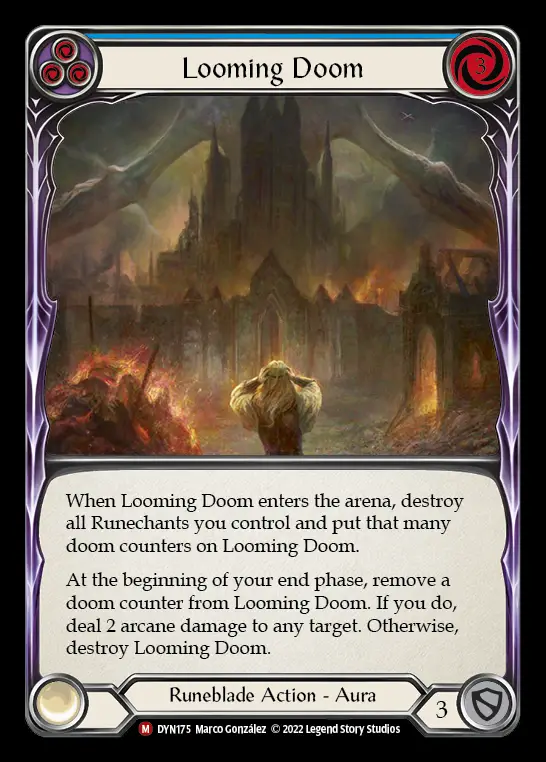 Looming Doom
3
When Looming Doom enters the arena, destroy
all Runechants you control and put that many
doom counters on Looming Doom.
At the beginning of your end phase, remove a
doom counter from Looming Doom. If you do,
deal 2 arcane damage to any target. Otherwise,
destroy Looming Doom.
Runeblade Action - Aura
3
M DYN175 Marco González © 2022 Legend Story Studios